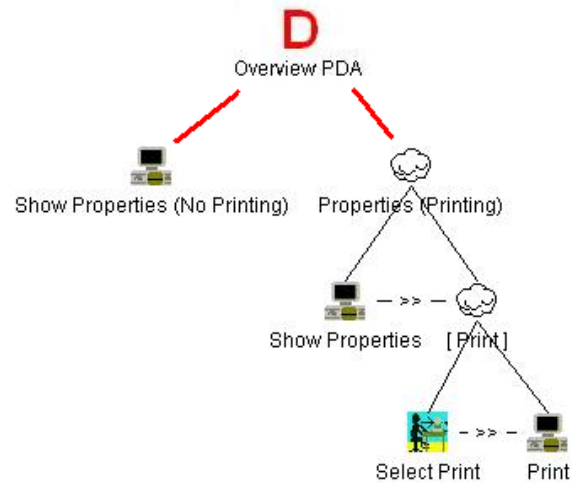 D
Overview PDA
Show Properties (No Printing) Properties (Printing)
- >> -
Show Properties [ Print ]
- >> -
Select Print Print